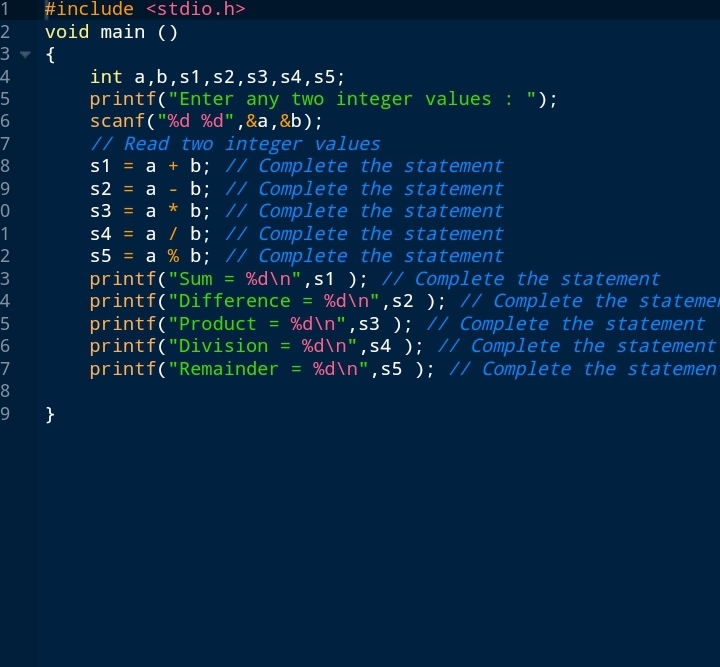 1 #include <stdio.h>
2 void main ()
3 {
4 int a,b,s1,s2,s3,s4,s5;
5 printf("Enter any two integer values : ");
6 scanf("%d %d",&a,&b);
7 // Read two integer values
8 s1 = a + b; // Complete the statement
9 s2 = a - b; // Complete the statement
0 s3 = a * b; // Complete the statement
1 s4 = a / b; // Complete the statement
2 s5 = a % b; // Complete the statement
3 printf("Sum = %d\n",s1 ); // Complete the statement
4 printf("Difference = %d\n",s2 ); // Complete the stateme
5 printf("Product = %d\n",s3 ); // Complete the statement
6 printf("Division = %d\n",s4 ); // Complete the statement
7 printf("Remainder = %d\n",s5 ); // Complete the statemen
8
9 }